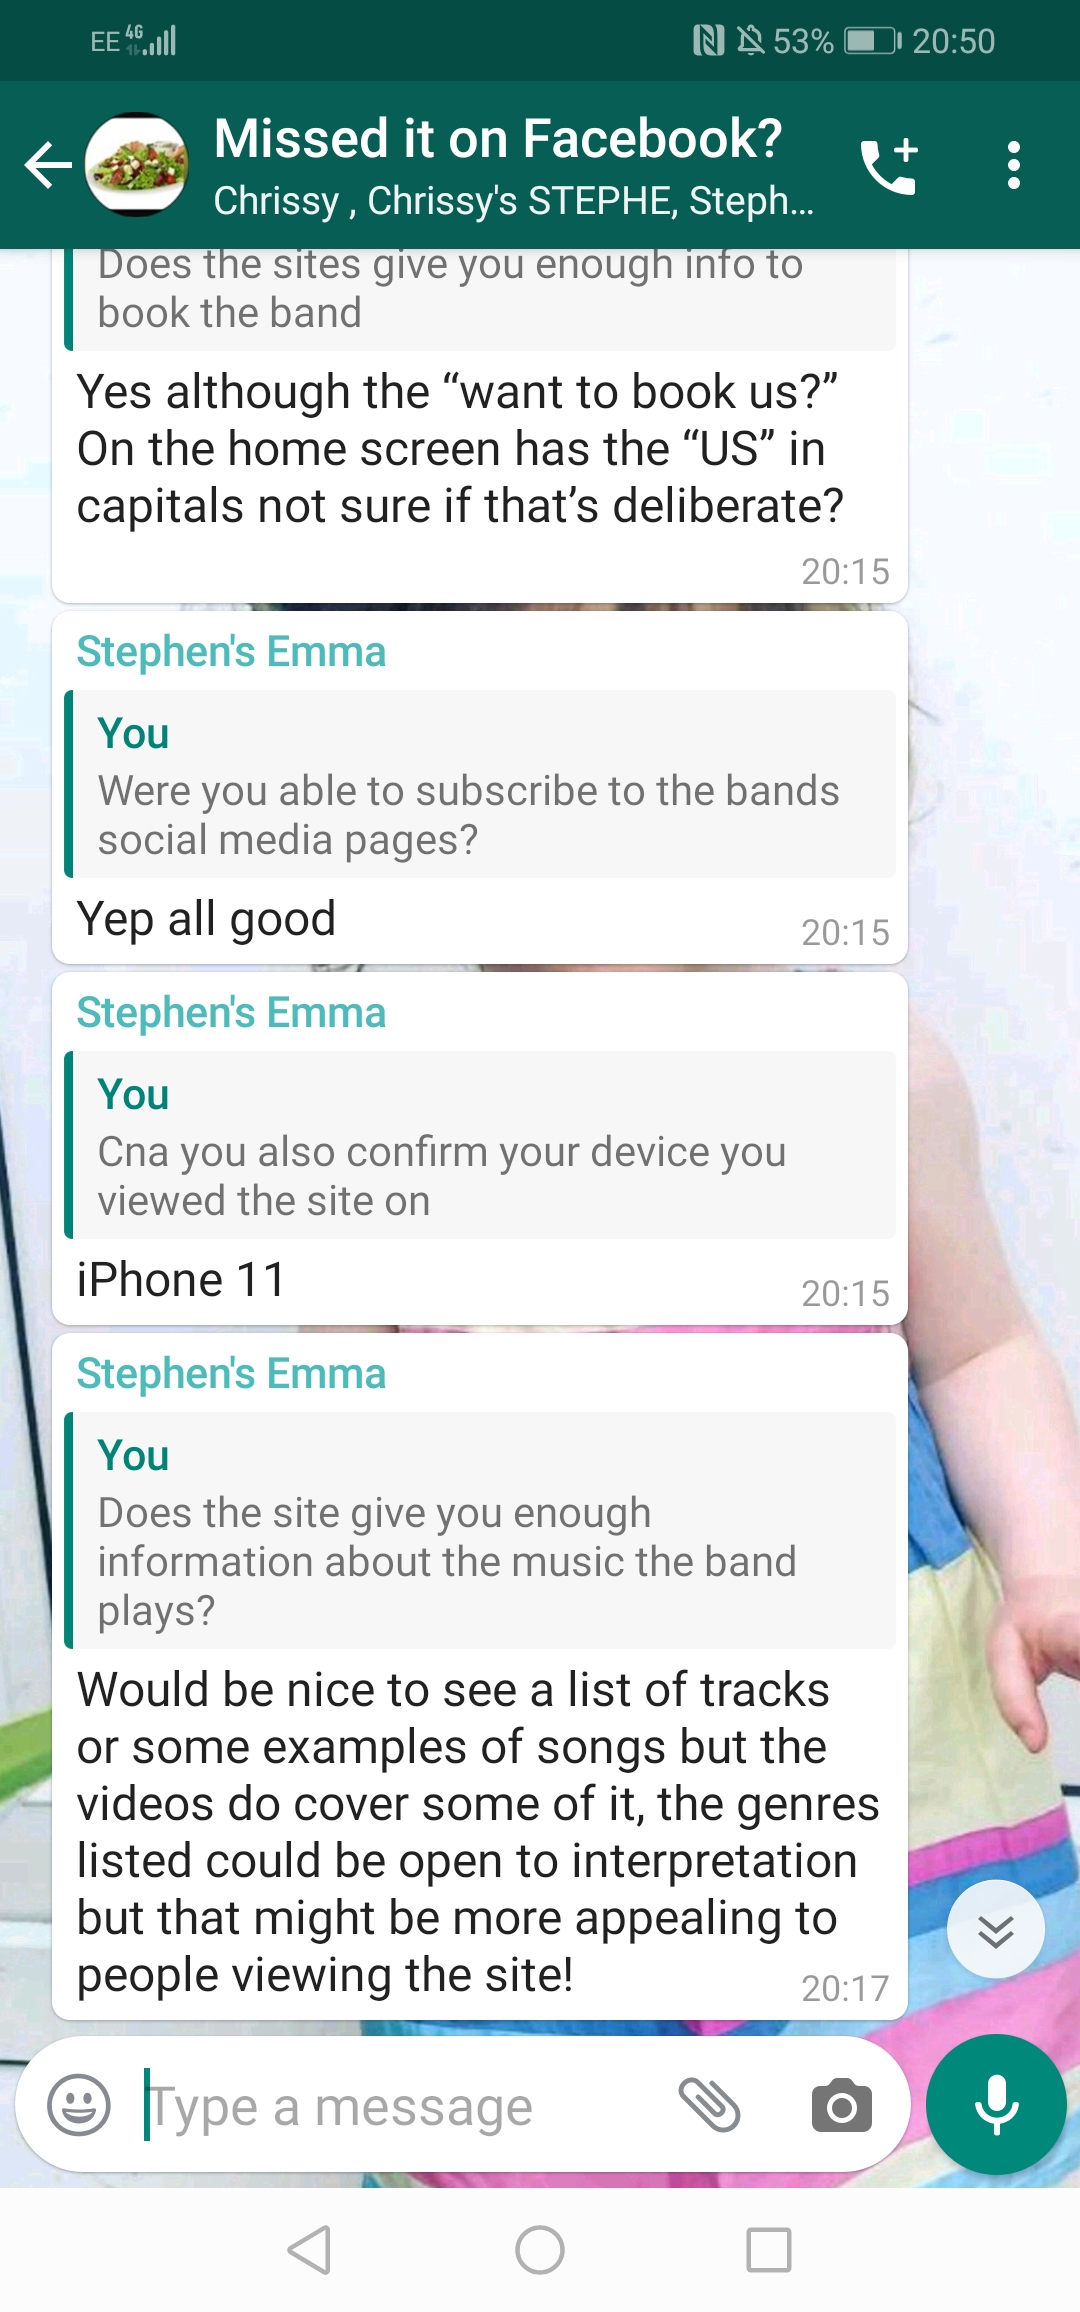 EE 4G 53% 20:50
Missed it on Facebook?
Chrissy , Chrissy's STEPHE, Steph...
Does the sites give you enough info to
book the band
Yes although the “want to book us?”
On the home screen has the “US” in
capitals not sure if that’s deliberate?
20:15
Stephen's Emma
You
Were you able to subscribe to the bands
social media pages?
Yep all good
20:15
Stephen's Emma
You
Cna you also confirm your device you
viewed the site on
iPhone 11
20:15
Stephen's Emma
You
Does the site give you enough
information about the music the band
plays?
Would be nice to see a list of tracks
or some examples of songs but the
videos do cover some of it, the genres
listed could be open to interpretation
but that might be more appealing to
people viewing the site!
20:17
Type a message